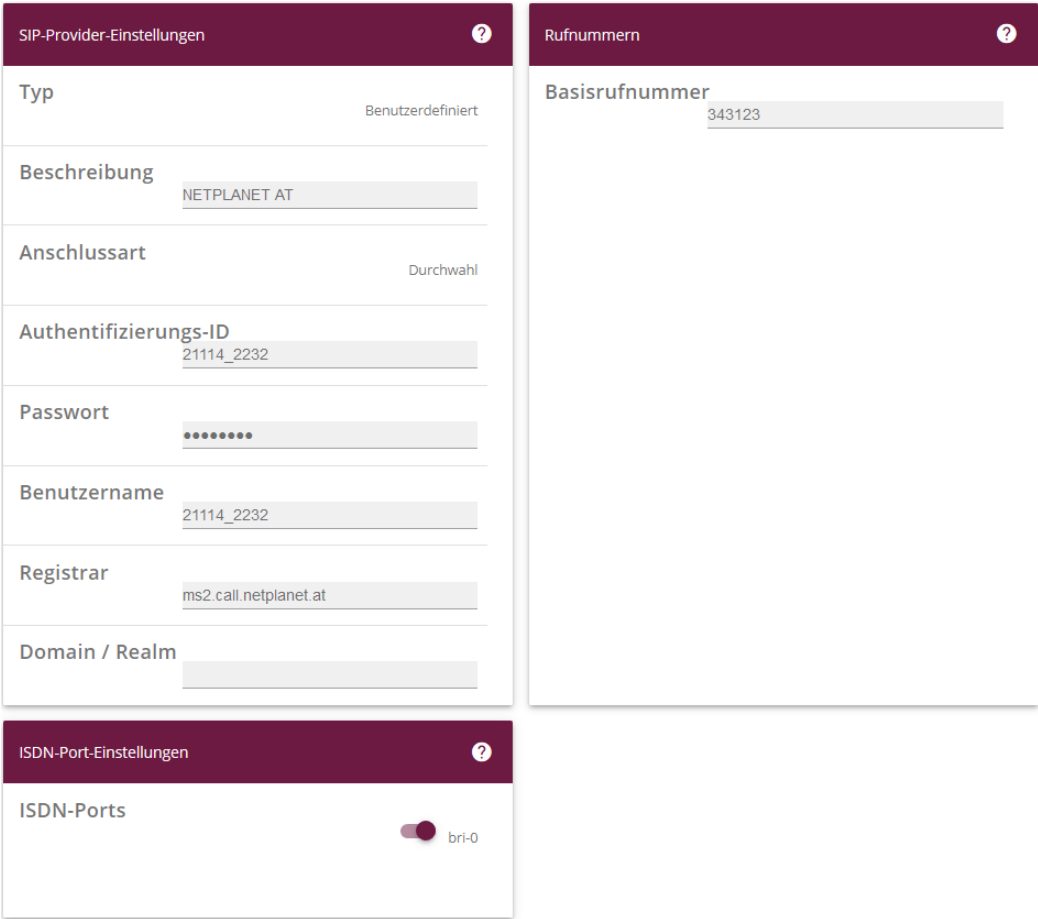 SIP-Provider-Einstellungen
Typ
Benutzerdefiniert
Beschreibung
NETPLANET AT
Anschlussart
Durchwahl
Authentifizierungs-ID
21114_2232
Passwort
••••••••
Benutzername
21114_2232
Registrar
ms2.call.netplanet.at
Domain / Realm
Rufnummern
Basisrufnummer
343123
ISDN-Port-Einstellungen
ISDN-Ports
bri-0